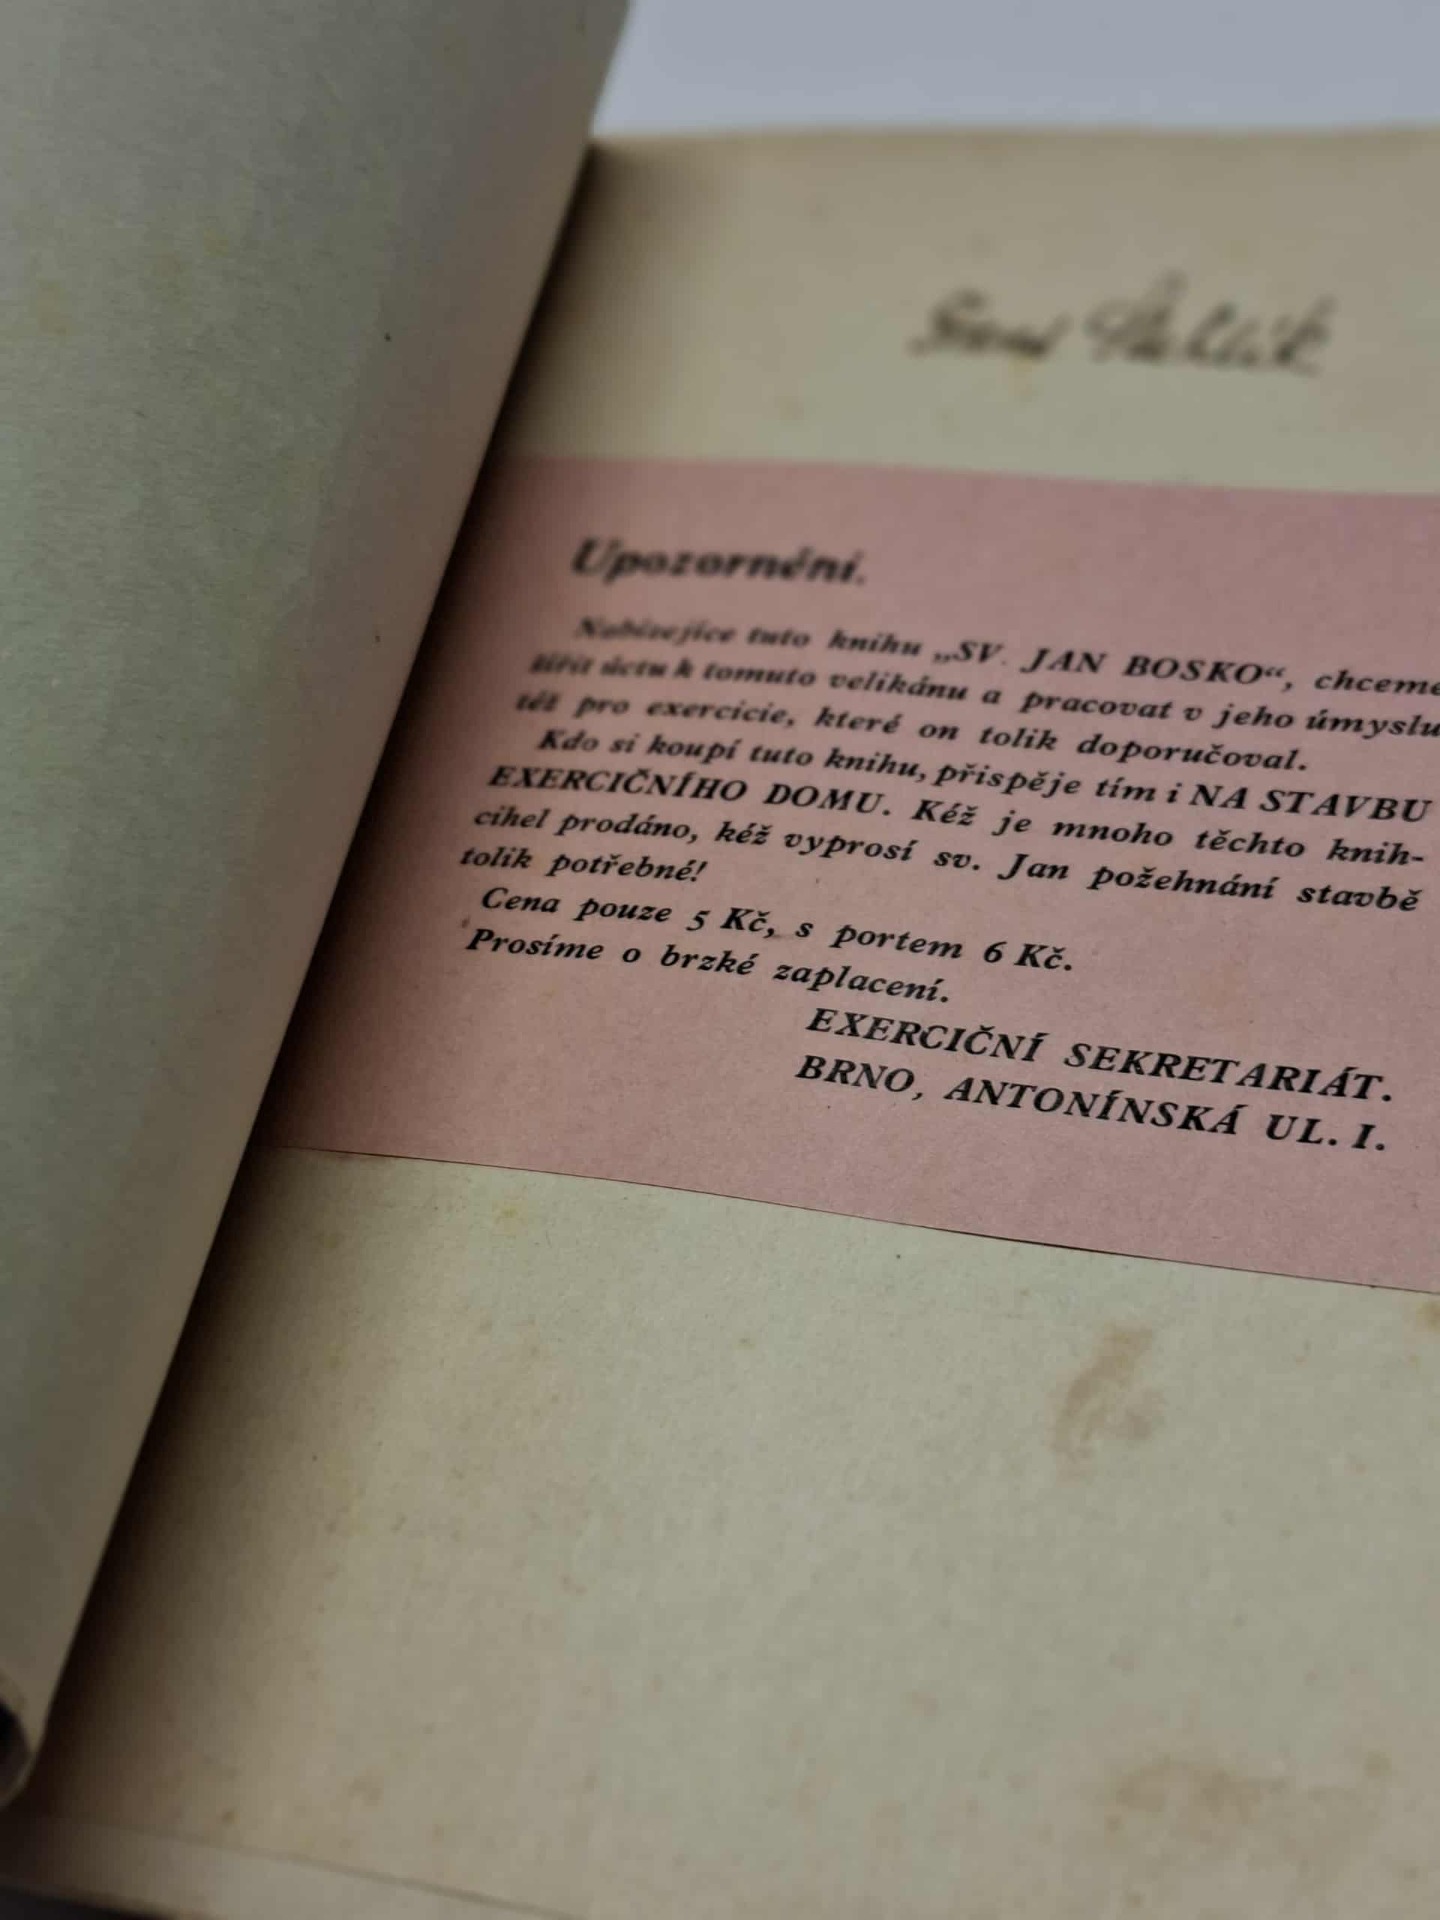 Upozornění.
Nabízejíce tuto knihu „SV. JAN BOSKO“, chceme
šířit úctu k tomuto velikánu a pracovat v jeho úmyslu
též pro exercicie, které on tolik doporučoval.
Kdo si koupí tuto knihu, přispěje tím i NA STAVBU
EXERCIČNÍHO DOMU. Kéž je mnoho těchto knih-
cihel prodáno, kéž vyprosí sv. Jan požehnání stavbě
tolik potřebné!
Cena pouze 5 Kč, s portem 6 Kč.
Prosíme o brzké zaplacení.
EXERCIČNÍ SEKRETARIÁT.
BRNO, ANTONÍNSKÁ UL. I.